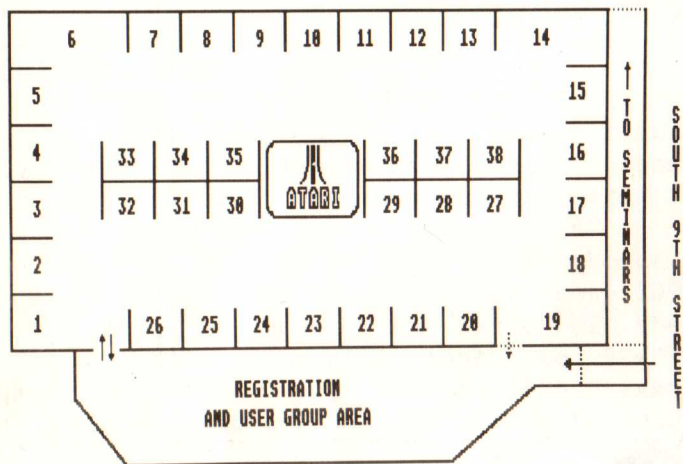 6 7 8 9 10 11 12 13 14
5 15
4 33 34 35 36 37 38 16
ATARI
3 32 31 30 29 28 27 17
2 18
1 26 25 24 23 22 21 20 19
TO SEMINARS
SOUTH 9TH STREET
REGISTRATION
AND USER GROUP AREA